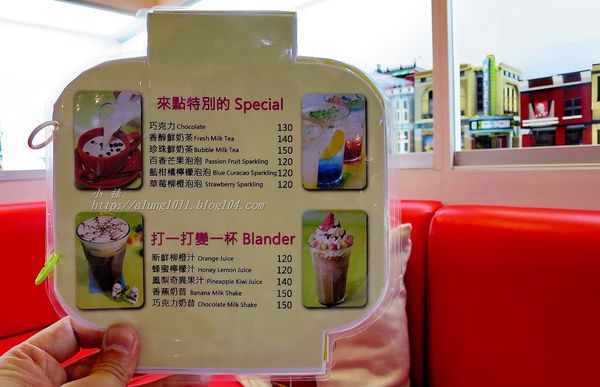 來點特別的 Special
巧克力 Chocolate 130
香醇鮮奶茶 Fresh Milk Tea 140
珍珠鮮奶茶 Bubble Milk Tea 150
百香芒果泡泡 Passion Fruit Sparkling 120
藍柑橘檸檬泡泡 Blue Curacao Sparkling 120
草莓柳橙泡泡 Strawberry Sparkling 120
小祿
http://alung1011.blog104.com/
打一打變一杯 Blander
新鮮柳橙汁 Orange Juice 120
蜂蜜檸檬汁 Honey Lemon Juice 120
鳳梨奇異果汁 Pineapple Kiwi Juice 140
香蕉奶昔 Banana Milk Shake 150
巧克力奶昔 Chocolate Milk Shake 150